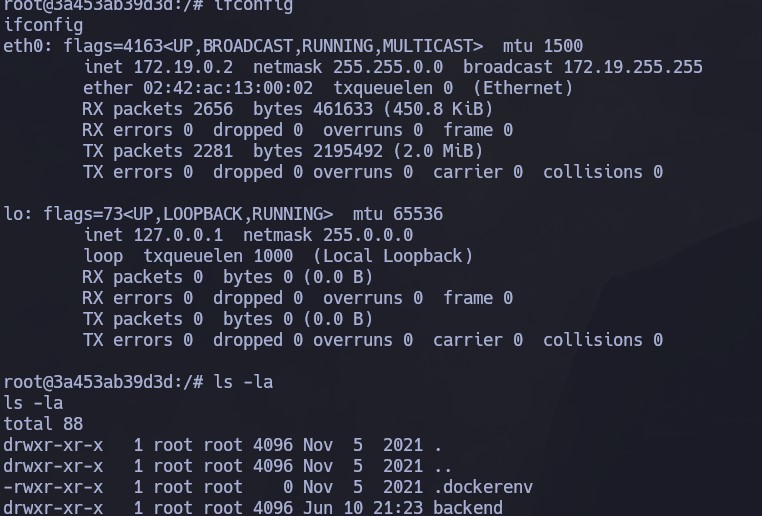 root@3a453ab39d3d:/# ifconfig
ifconfig
eth0: flags=4163<UP,BROADCAST,RUNNING,MULTICAST>  mtu 1500
        inet 172.19.0.2  netmask 255.255.0.0  broadcast 172.19.255.255
        ether 02:42:ac:13:00:02  txqueuelen 0  (Ethernet)
        RX packets 2656  bytes 461633 (450.8 KiB)
        RX errors 0  dropped 0  overruns 0  frame 0
        TX packets 2281  bytes 2195492 (2.0 MiB)
        TX errors 0  dropped 0 overruns 0  carrier 0  collisions 0

lo: flags=73<UP,LOOPBACK,RUNNING>  mtu 65536
        inet 127.0.0.1  netmask 255.0.0.0
        loop  txqueuelen 1000  (Local Loopback)
        RX packets 0  bytes 0 (0.0 B)
        RX errors 0  dropped 0  overruns 0  frame 0
        TX packets 0  bytes 0 (0.0 B)
        TX errors 0  dropped 0 overruns 0  carrier 0  collisions 0

root@3a453ab39d3d:/# ls -la
ls -la
total 88
drwxr-xr-x   1 root root 4096 Nov  5  2021 .
drwxr-xr-x   1 root root 4096 Nov  5  2021 ..
-rwxr-xr-x   1 root root    0 Nov  5  2021 .dockerenv
drwxr-xr-x   1 root root 4096 Jun 10 21:23 backend